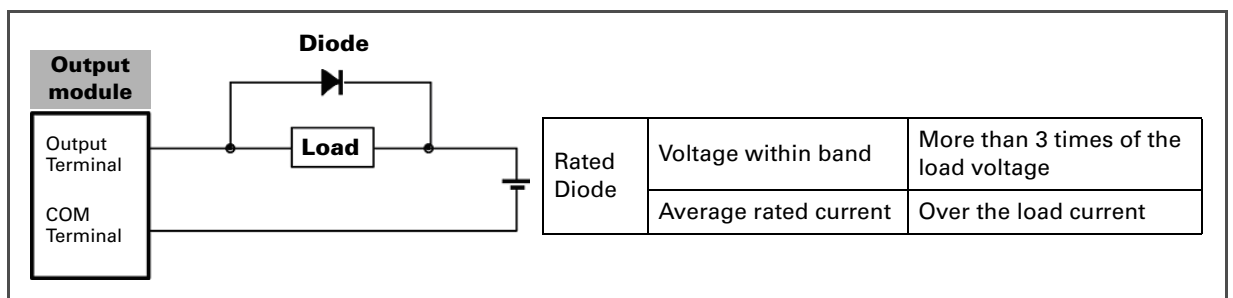 Diode
Output
module
Output
Terminal
Load
COM
Terminal
Rated
Diode
Voltage within band
More than 3 times of the
load voltage
Average rated current
Over the load current